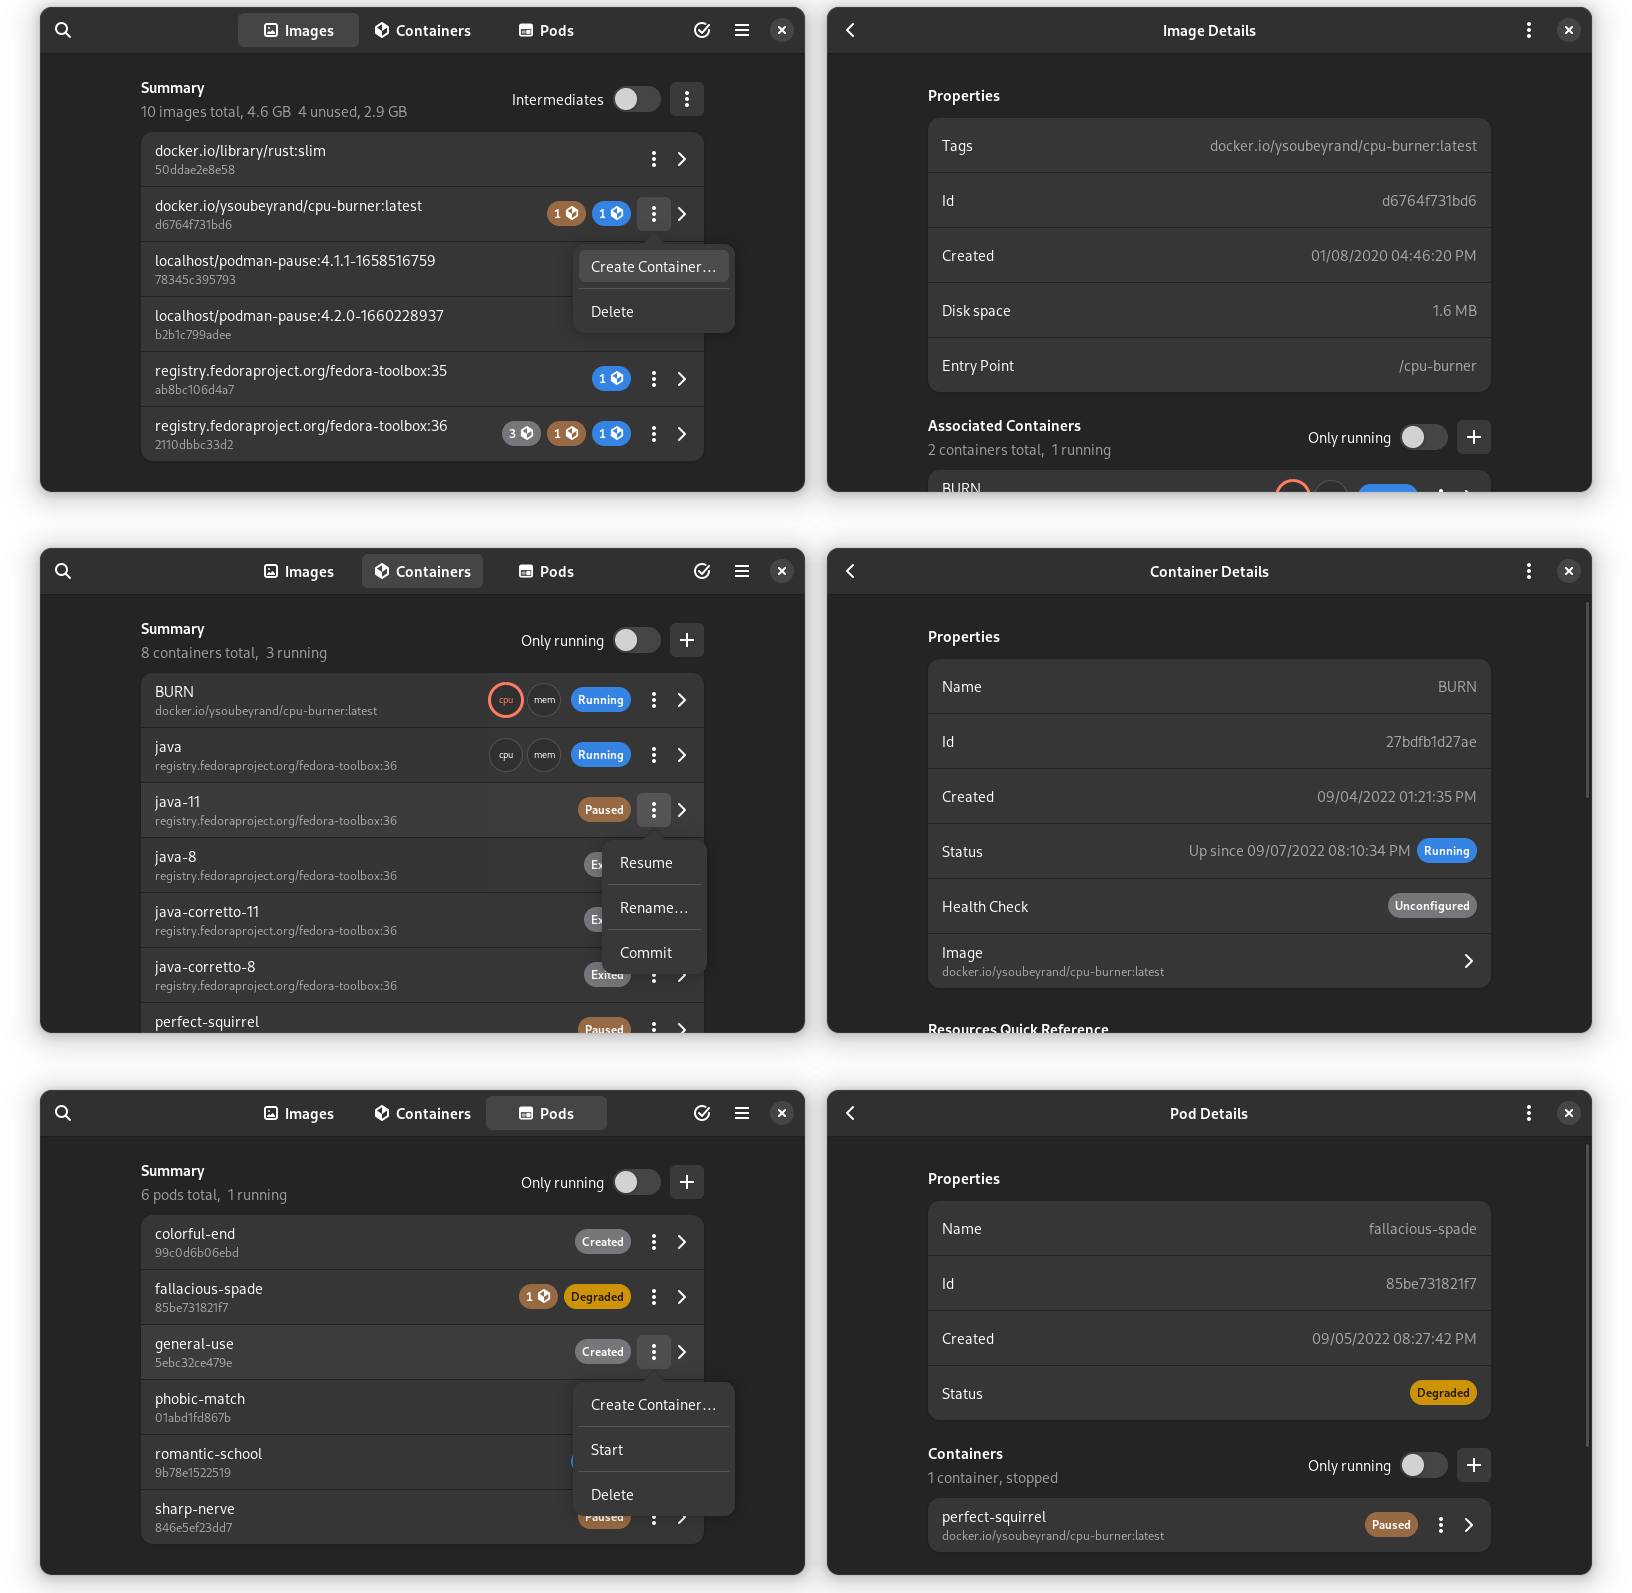 Images
Containers
Pods
Summary
10 images total, 4.6 GB 4 unused, 2.9 GB
Intermediates
docker.io/library/rust:slim
50ddae2e8e58
docker.io/ysoubeyrand/cpu-burner:latest
d6764f731bd6
1
1
localhost/podman-pause:4.1.1-1658516759
78345c395793
Create Container...
Delete
localhost/podman-pause:4.2.0-1660228937
b2b1c799adee
registry.fedoraproject.org/fedora-toolbox:35
ab8bc106d4a7
1
registry.fedoraproject.org/fedora-toolbox:36
2110dbbc33d2
3
1
1
Image Details
Properties
Tags
docker.io/ysoubeyrand/cpu-burner:latest
Id
d6764f731bd6
Created
01/08/2020 04:46:20 PM
Disk space
1.6 MB
Entry Point
/cpu-burner
Associated Containers
2 containers total, 1 running
Only running
BURN
Images
Containers
Pods
Summary
8 containers total, 3 running
Only running
BURN
docker.io/ysoubeyrand/cpu-burner:latest
cpu
mem
Running
java
registry.fedoraproject.org/fedora-toolbox:36
cpu
mem
Running
java-11
registry.fedoraproject.org/fedora-toolbox:36
Paused
java-8
registry.fedoraproject.org/fedora-toolbox:36
Resume
Rename...
Commit
java-corretto-11
registry.fedoraproject.org/fedora-toolbox:36
java-corretto-8
registry.fedoraproject.org/fedora-toolbox:36
Exited
perfect-squirrel
Paused
Container Details
Properties
Name
BURN
Id
27bdfb1d27ae
Created
09/04/2022 01:21:35 PM
Status
Up since 09/07/2022 08:10:34 PM
Running
Health Check
Unconfigured
Image
docker.io/ysoubeyrand/cpu-burner:latest
Resources Quick Reference
Images
Containers
Pods
Summary
6 pods total, 1 running
Only running
colorful-end
99c0d6b06ebd
Created
fallacious-spade
85be731821f7
1
Degraded
general-use
5ebc32ce479e
Created
phobic-match
01abd1fd867b
Create Container...
Start
Delete
romantic-school
9b78e1522519
sharp-nerve
846e5ef23dd7
Paused
Pod Details
Properties
Name
fallacious-spade
Id
85be731821f7
Created
09/05/2022 08:27:42 PM
Status
Degraded
Containers
1 container, stopped
Only running
perfect-squirrel
docker.io/ysoubeyrand/cpu-burner:latest
Paused